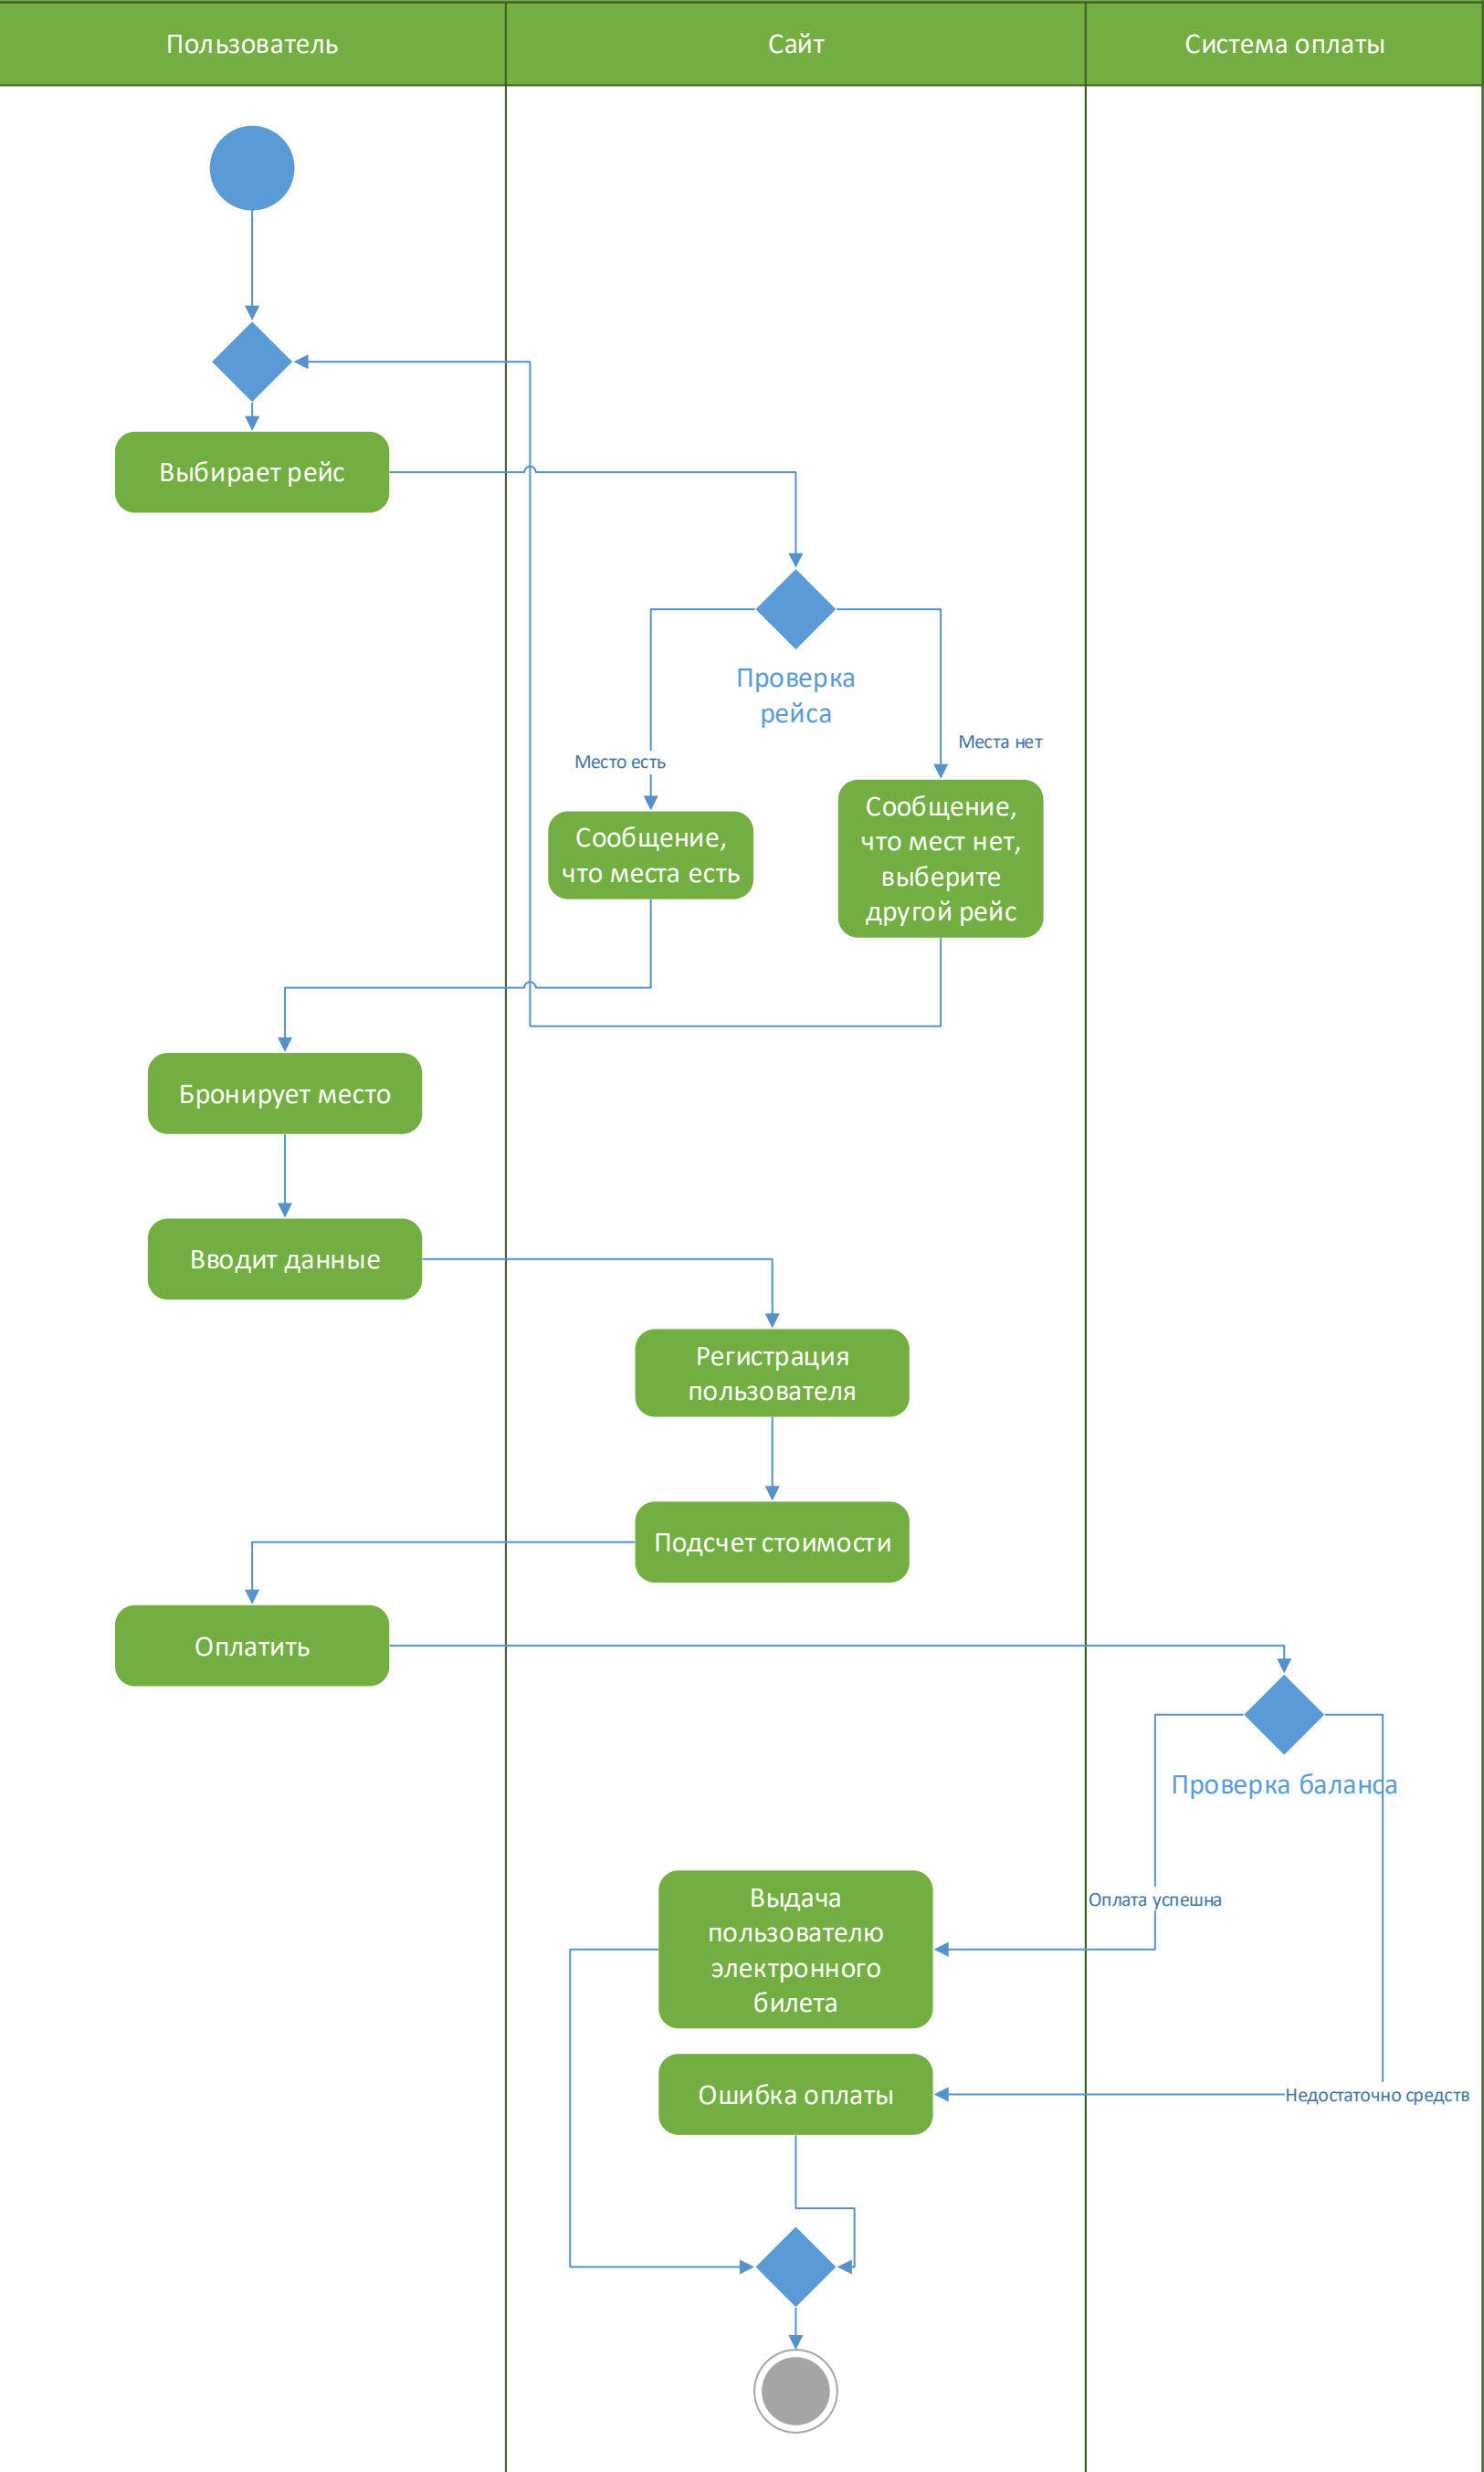 Пользователь
Сайт
Система оплаты
Выбирает рейс
Проверка
рейса
Места нет
Место есть
Сообщение,
что места есть
Сообщение,
что мест нет,
выберите
другой рейс
Бронирует место
Вводит данные
Регистрация
пользователя
Подсчет стоимости
Оплатить
Проверка баланса
Выдача
пользователю
электронного
билета
Оплата успешна
Ошибка оплаты
Недостаточно средств